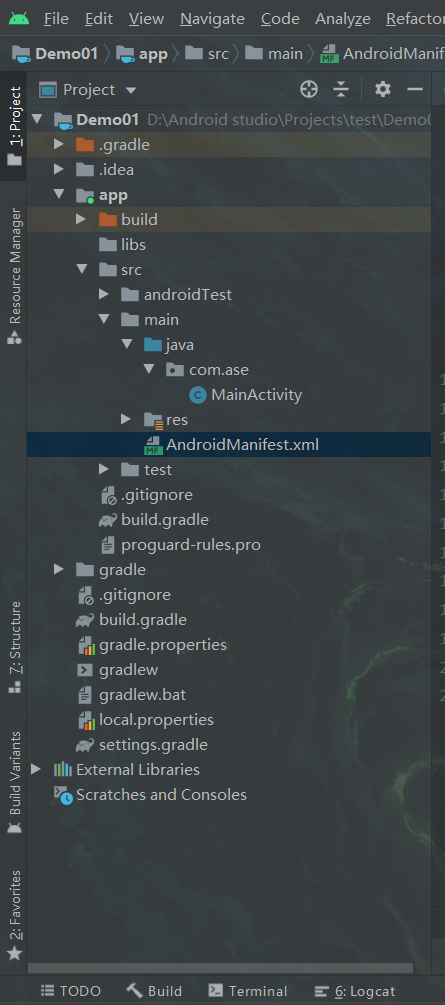 File Edit View Navigate Code Analyze Refactor
Demo01 app src main AndroidManif
1: Project
Project
Demo01 D:\Android studio\Projects\test\Demo0
.gradle
.idea
app
build
libs
src
androidTest
main
java
com.ase
MainActivity
res
AndroidManifest.xml
test
.gitignore
build.gradle
proguard-rules.pro
gradle
.gitignore
build.gradle
gradle.properties
gradlew
gradlew.bat
local.properties
settings.gradle
External Libraries
Scratches and Consoles
Resource Manager
7: Structure
Build Variants
2: Favorites
TODO Build Terminal 6: Logcat